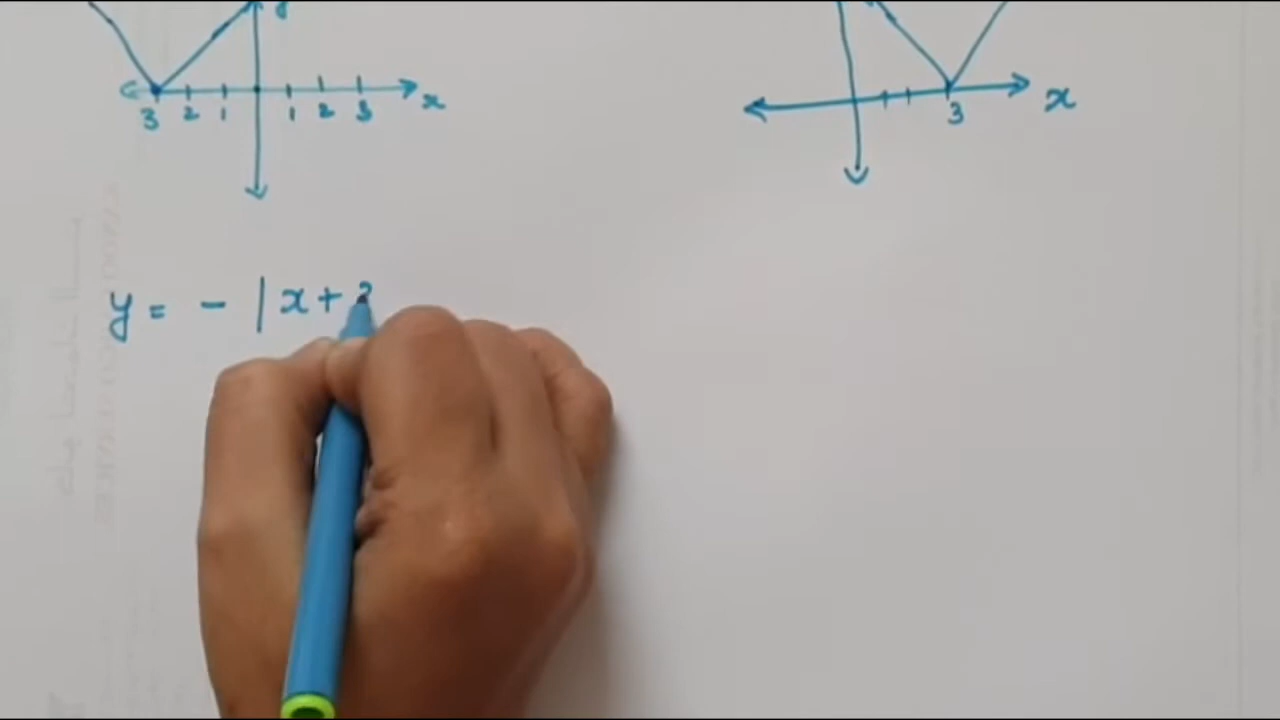 3 2 1 1 2 3 x
3 x
y = - | x +